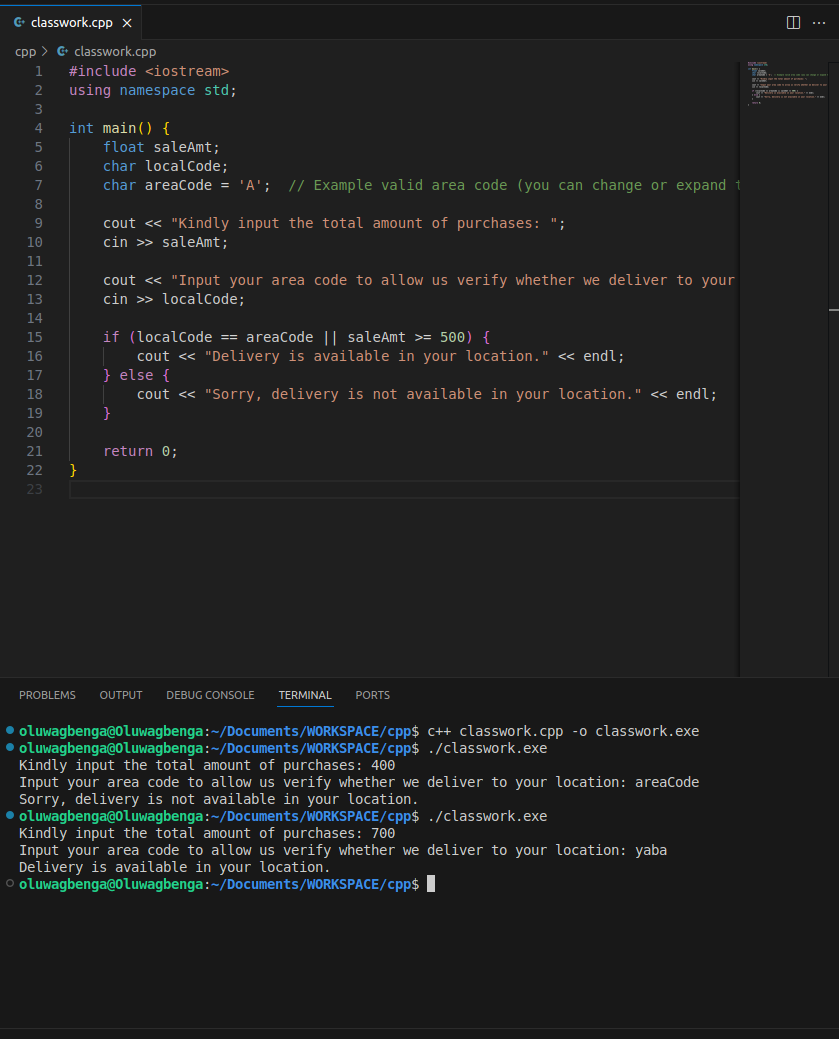 classwork.cpp
cpp > classwork.cpp
1 #include <iostream>
2 using namespace std;
3
4 int main() {
5 float saleAmt;
6 char localCode;
7 char areaCode = 'A';  // Example valid area code (you can change or expand
8
9 cout << "Kindly input the total amount of purchases: ";
10 cin >> saleAmt;
11
12 cout << "Input your area code to allow us verify whether we deliver to your
13 cin >> localCode;
14
15 if (localCode == areaCode || saleAmt >= 500) {
16 cout << "Delivery is available in your location." << endl;
17 } else {
18 cout << "Sorry, delivery is not available in your location." << endl;
19 }
20
21 return 0;
22 }
23
PROBLEMS OUTPUT DEBUG CONSOLE TERMINAL PORTS
oluwagbenga@Oluwagbenga:~/Documents/WORKSPACE/cpp$ c++ classwork.cpp -o classwork.exe
oluwagbenga@Oluwagbenga:~/Documents/WORKSPACE/cpp$ ./classwork.exe
Kindly input the total amount of purchases: 400
Input your area code to allow us verify whether we deliver to your location: areaCode
Sorry, delivery is not available in your location.
oluwagbenga@Oluwagbenga:~/Documents/WORKSPACE/cpp$ ./classwork.exe
Kindly input the total amount of purchases: 700
Input your area code to allow us verify whether we deliver to your location: yaba
Delivery is available in your location.
oluwagbenga@Oluwagbenga:~/Documents/WORKSPACE/cpp$